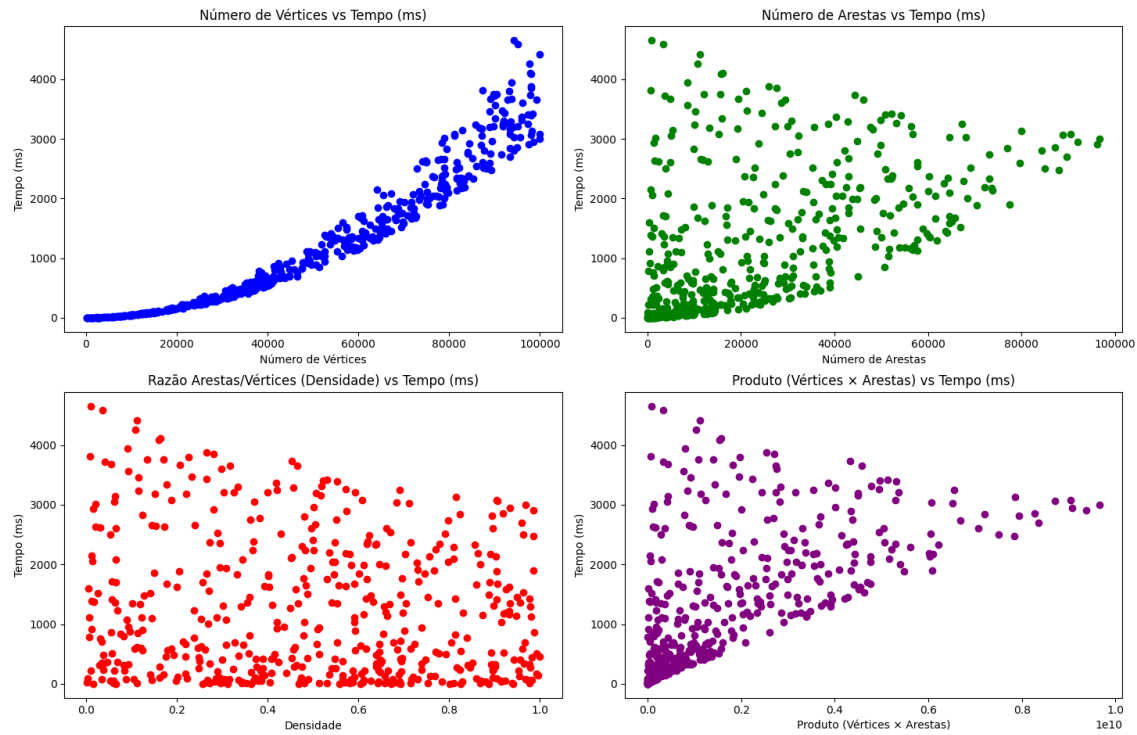 Número de Vértices vs Tempo (ms)
Tempo (ms)
4000
3000
2000
1000
0
0 20000 40000 60000 80000 100000
Número de Vértices
Número de Arestas vs Tempo (ms)
Tempo (ms)
4000
3000
2000
1000
0
0 20000 40000 60000 80000 100000
Número de Arestas
Razão Arestas/Vértices (Densidade) vs Tempo (ms)
Tempo (ms)
4000
3000
2000
1000
0
0.0 0.2 0.4 0.6 0.8 1.0
Densidade
Produto (Vértices × Arestas) vs Tempo (ms)
Tempo (ms)
4000
3000
2000
1000
0
0.0 0.2 0.4 0.6 0.8 1.0
1e10
Produto (Vértices × Arestas)